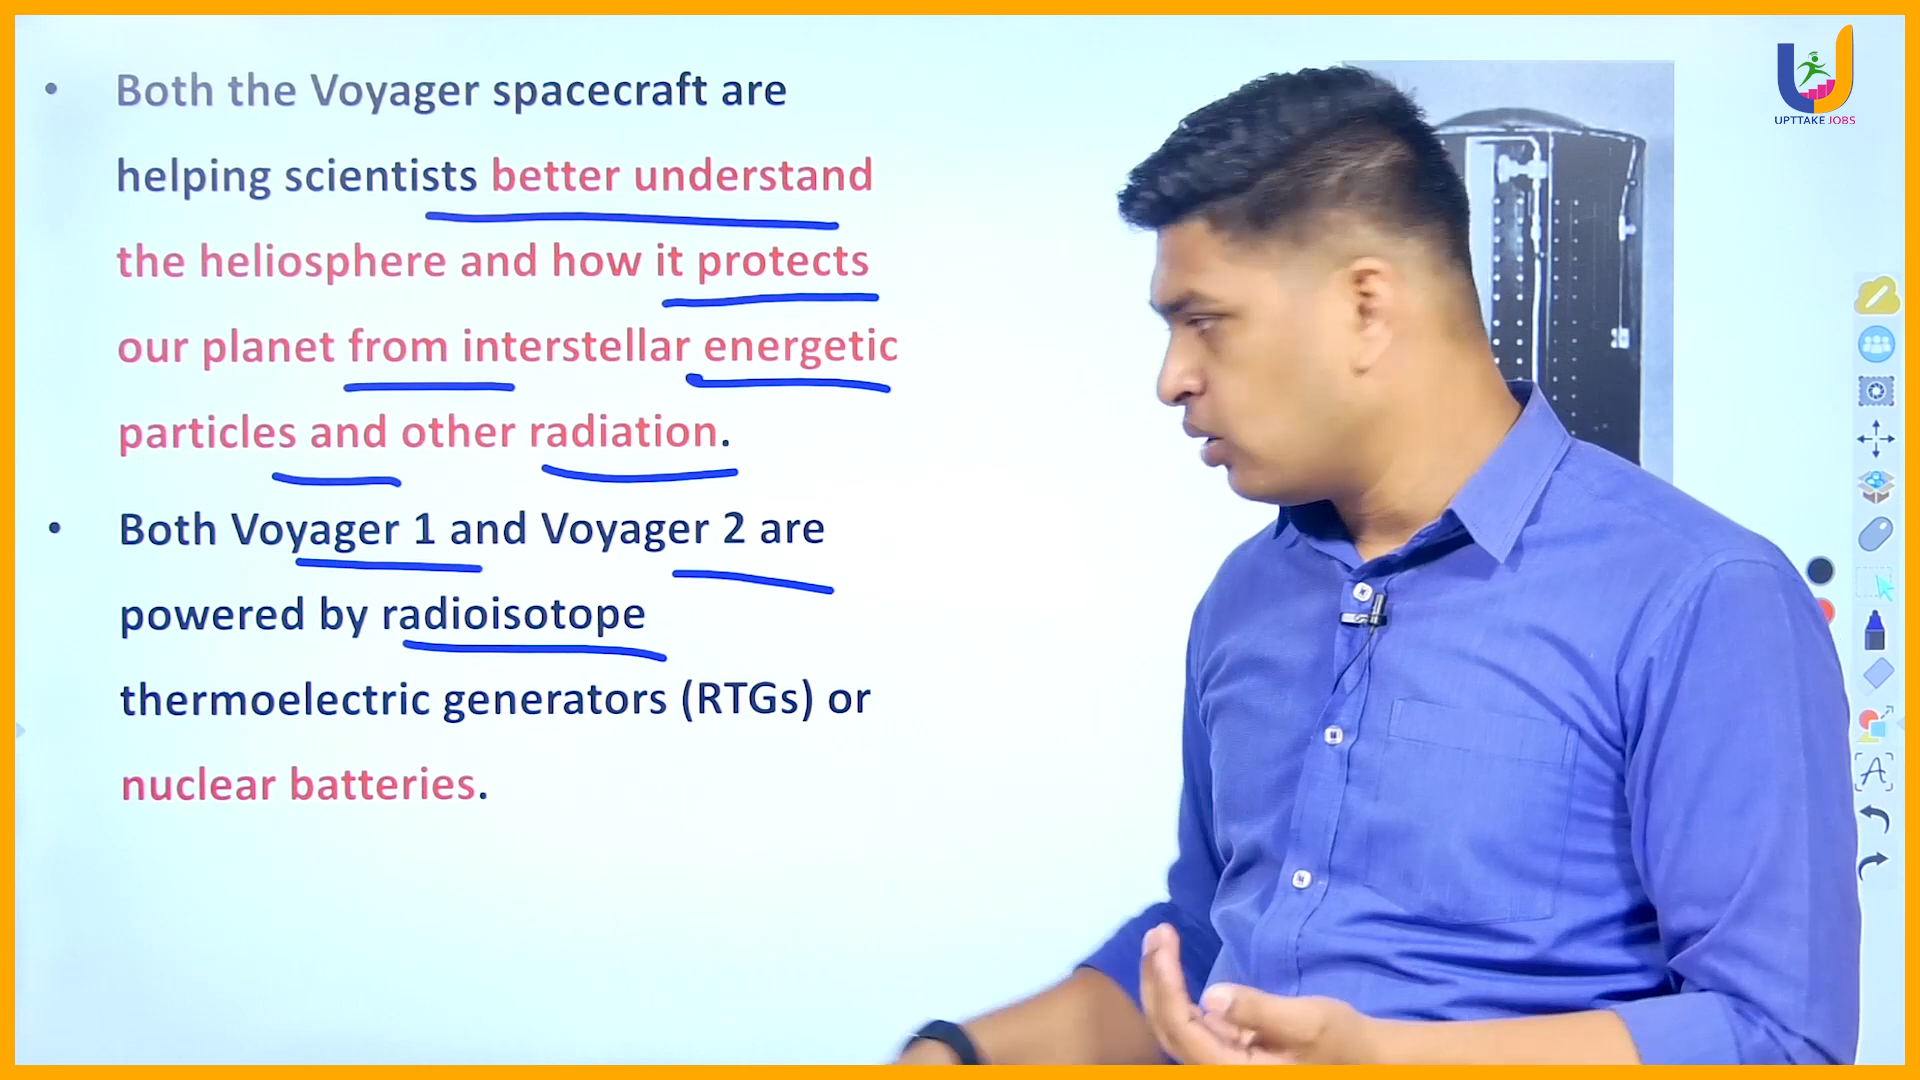 UPTTAKE JOBS
• Both the Voyager spacecraft are
helping scientists better understand
the heliosphere and how it protects
our planet from interstellar energetic
particles and other radiation.
• Both Voyager 1 and Voyager 2 are
powered by radioisotope
thermoelectric generators (RTGs) or
nuclear batteries.
A